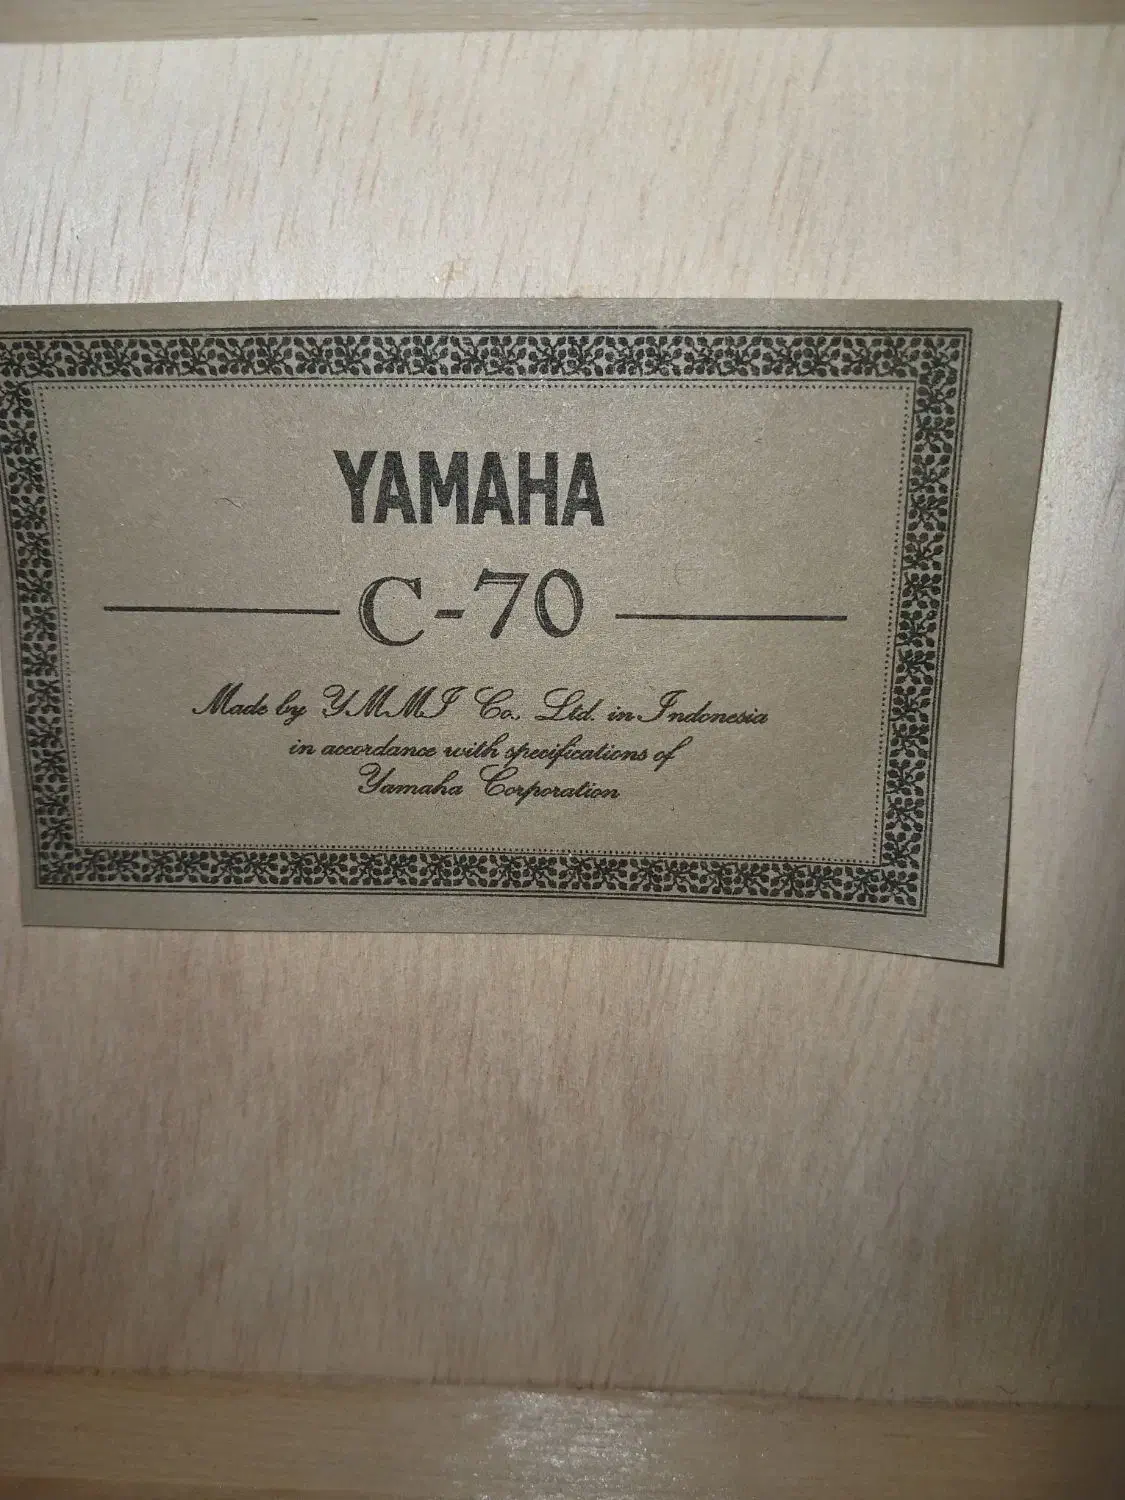 YAMAHA
C-70
Made by YMMI Co. Ltd. in Indonesia
in accordance with specifications of
Yamaha Corporation